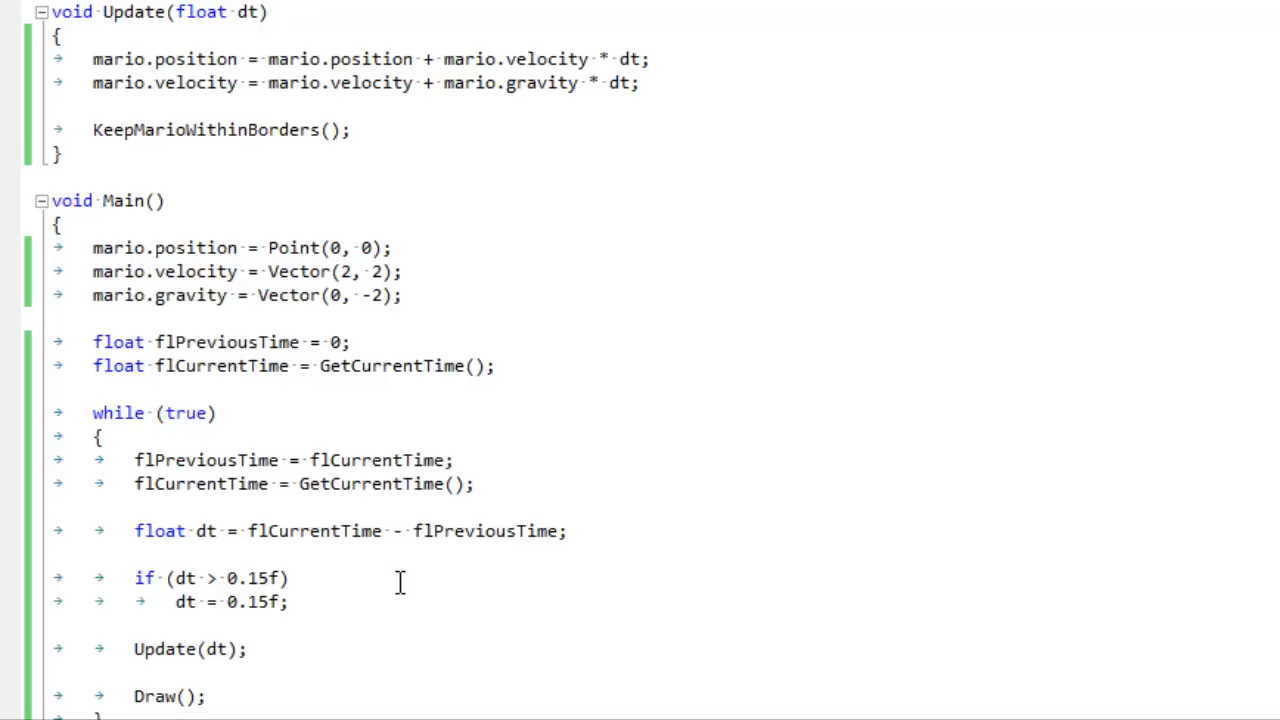 void Update(float dt)
{
mario.position = mario.position + mario.velocity * dt;
mario.velocity = mario.velocity + mario.gravity * dt;
KeepMarioWithinBorders();
}
void Main()
{
mario.position = Point(0, 0);
mario.velocity = Vector(2, 2);
mario.gravity = Vector(0, -2);
float flPreviousTime = 0;
float flCurrentTime = GetCurrentTime();
while (true)
{
flPreviousTime = flCurrentTime;
flCurrentTime = GetCurrentTime();
float dt = flCurrentTime - flPreviousTime;
if (dt > 0.15f)
dt = 0.15f;
Update(dt);
Draw();
}